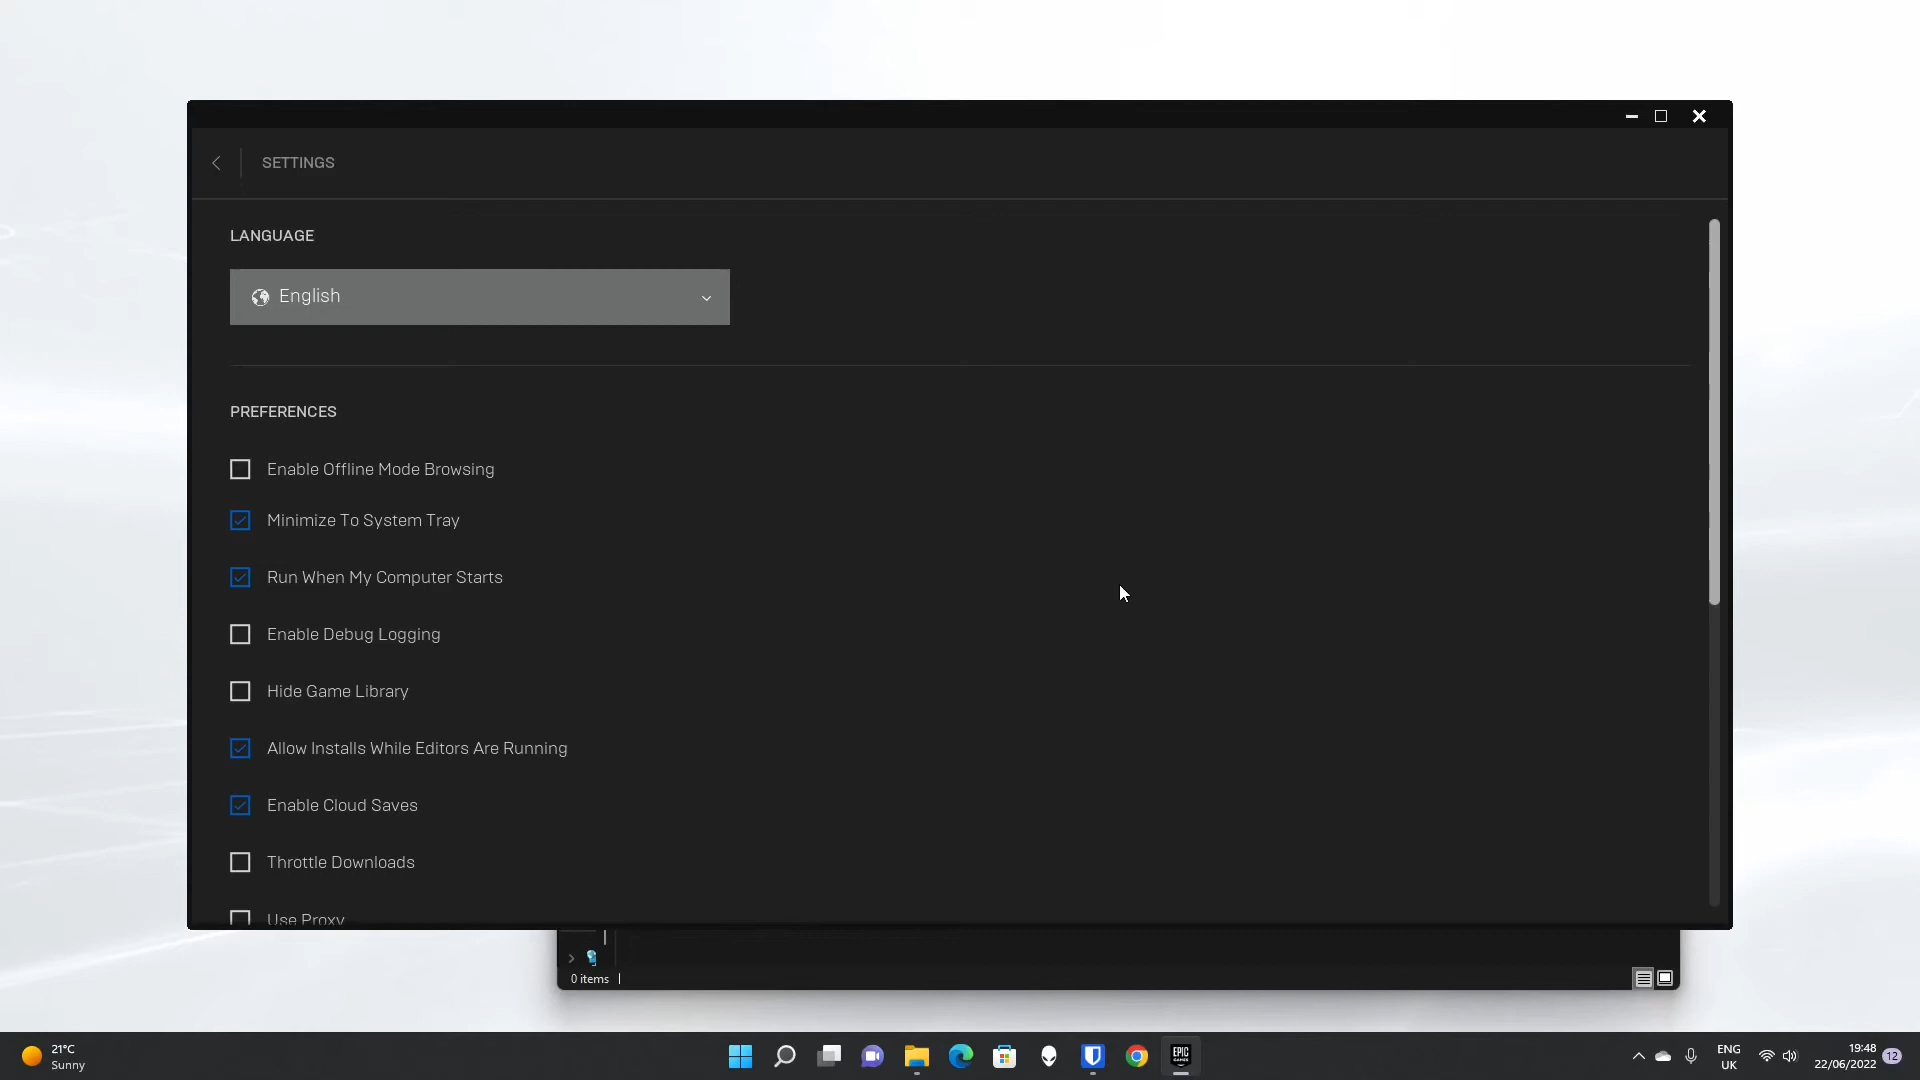 SETTINGS
LANGUAGE
English
PREFERENCES
Enable Offline Mode Browsing
Minimize To System Tray
Run When My Computer Starts
Enable Debug Logging
Hide Game Library
Allow Installs While Editors Are Running
Enable Cloud Saves
Throttle Downloads
Use Proxy
0 items
21°C
Sunny
EPIC
GAMES
ENG
UK
19:48
22/06/2022
12